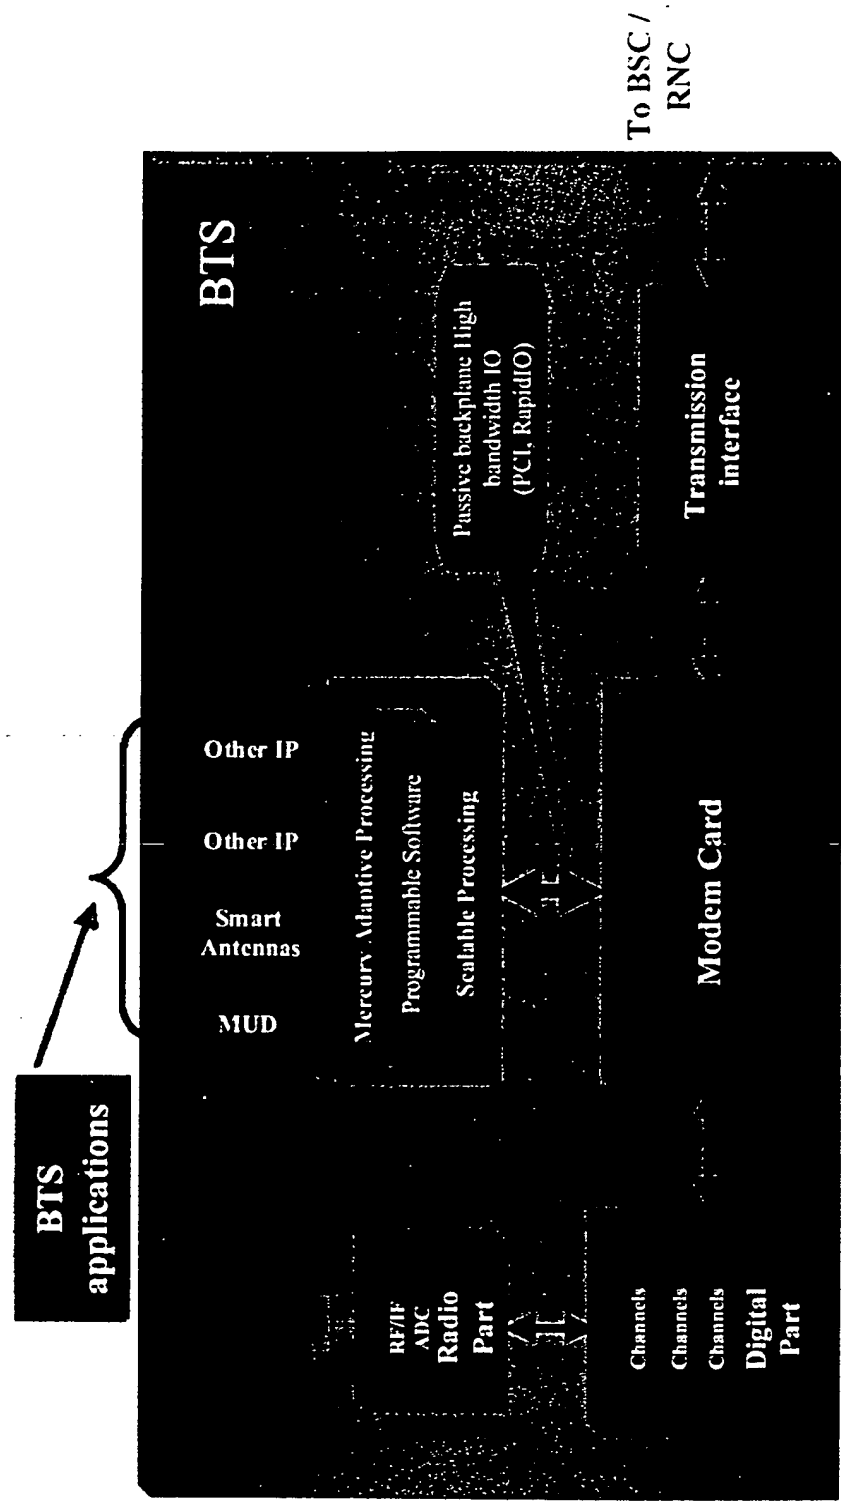 BTS
applications
BTS
MUD
Smart
Antennas
Other IP
Other IP
Mercury Adaptive Processing
Programmable Software
Scalable Processing
Passive backplane High
bandwidth IO
(PCI, RapidIO)
RF/IF
ADC
Radio
Part
Channels
Channels
Channels
Digital
Part
Modem Card
Transmission
interface
To BSC /
RNC